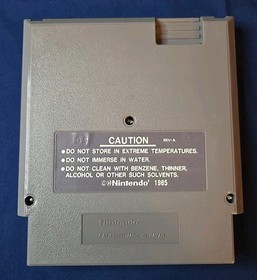 CAUTION REV-A
• DO NOT STORE IN EXTREME TEMPERATURES.
• DO NOT IMMERSE IN WATER.
• DO NOT CLEAN WITH BENZENE, THINNER,
ALCOHOL OR OTHER SUCH SOLVENTS.
©®Nintendo® 1985
Nintendo